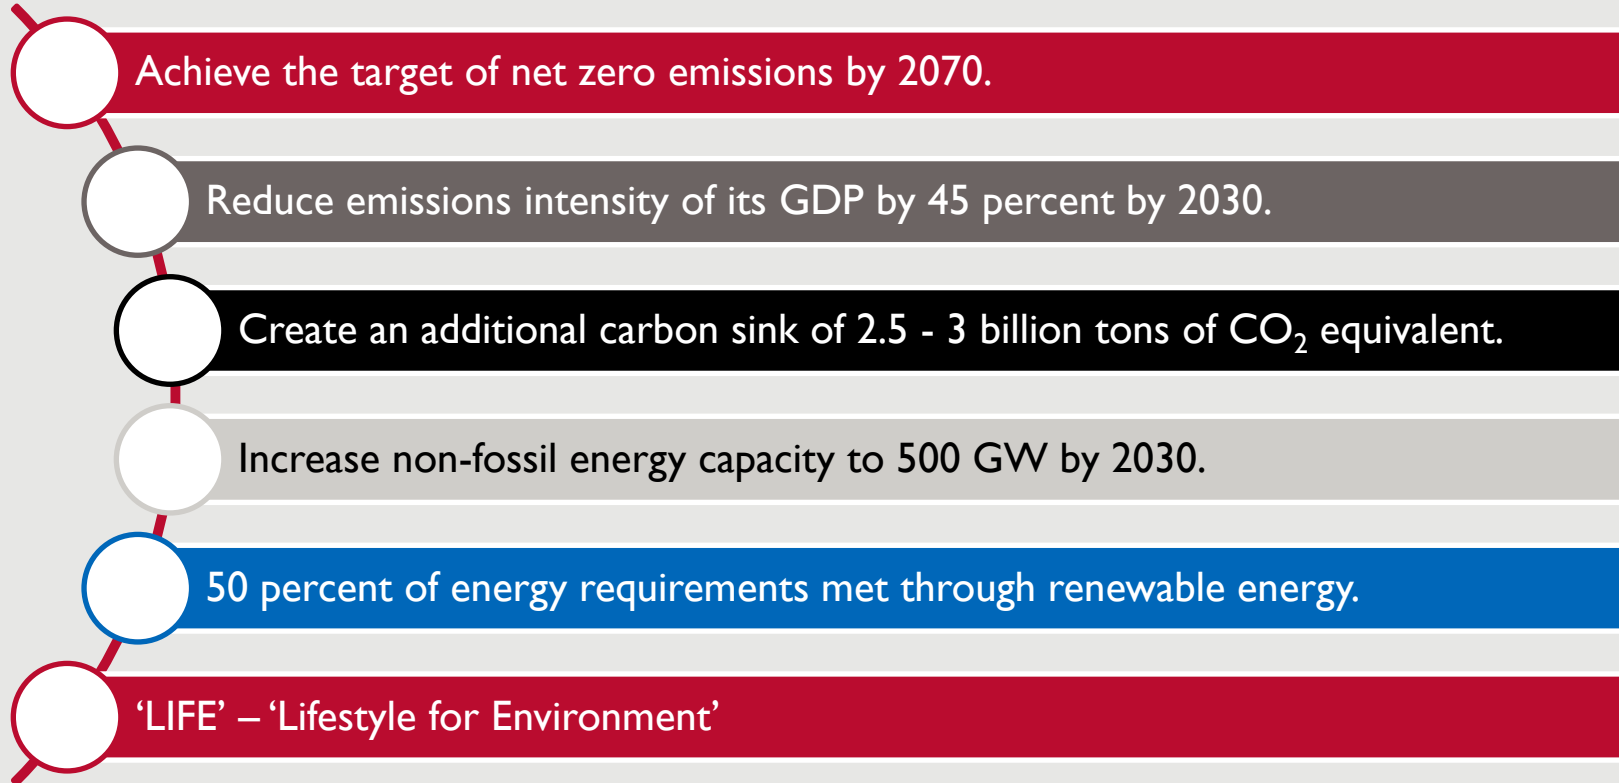 Achieve the target of net zero emissions by 2070.
Reduce emissions intensity of its GDP by 45 percent by 2030.
Create an additional carbon sink of 2.5 - 3 billion tons of CO₂ equivalent.
Increase non-fossil energy capacity to 500 GW by 2030.
50 percent of energy requirements met through renewable energy.
‘LIFE’ – ‘Lifestyle for Environment’